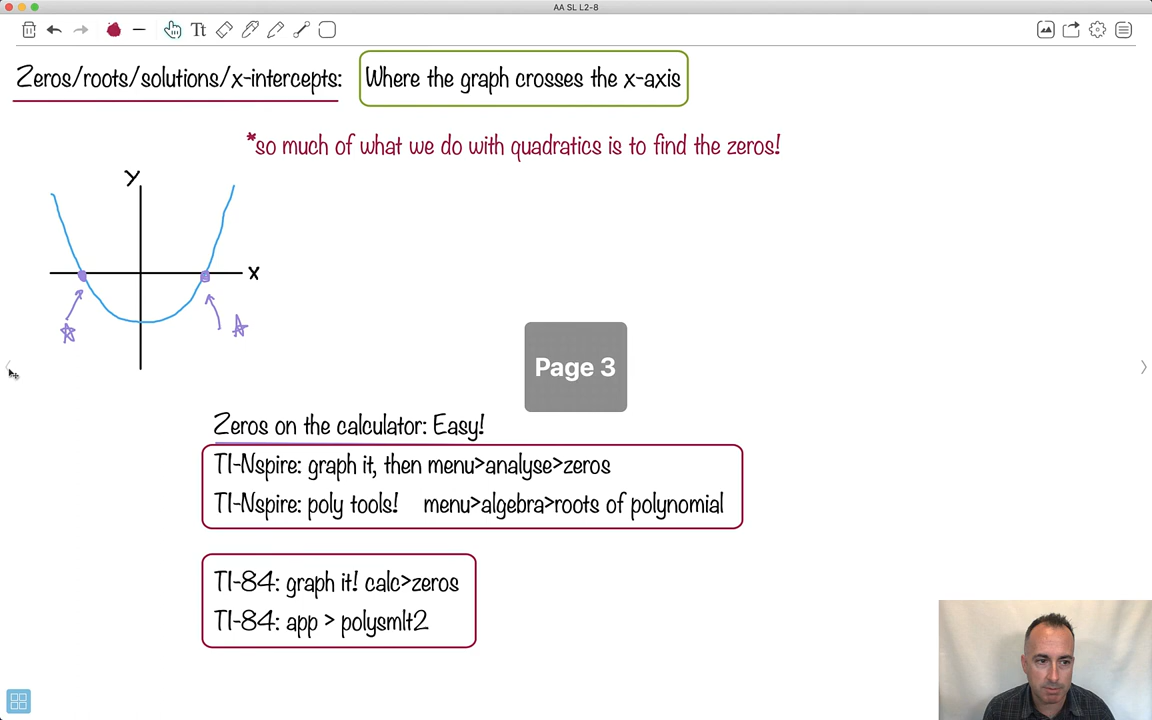 AA SL L2-8
Tt
Zeros/roots/solutions/x-intercepts: Where the graph crosses the x-axis
*so much of what we do with quadratics is to find the zeros!
Y
X
Page 3
Zeros on the calculator: Easy!
TI-Nspire: graph it, then menu>analyse>zeros
TI-Nspire: poly tools! menu>algebra>roots of polynomial
TI-84: graph it! calc>zeros
TI-84: app > polysmlt2